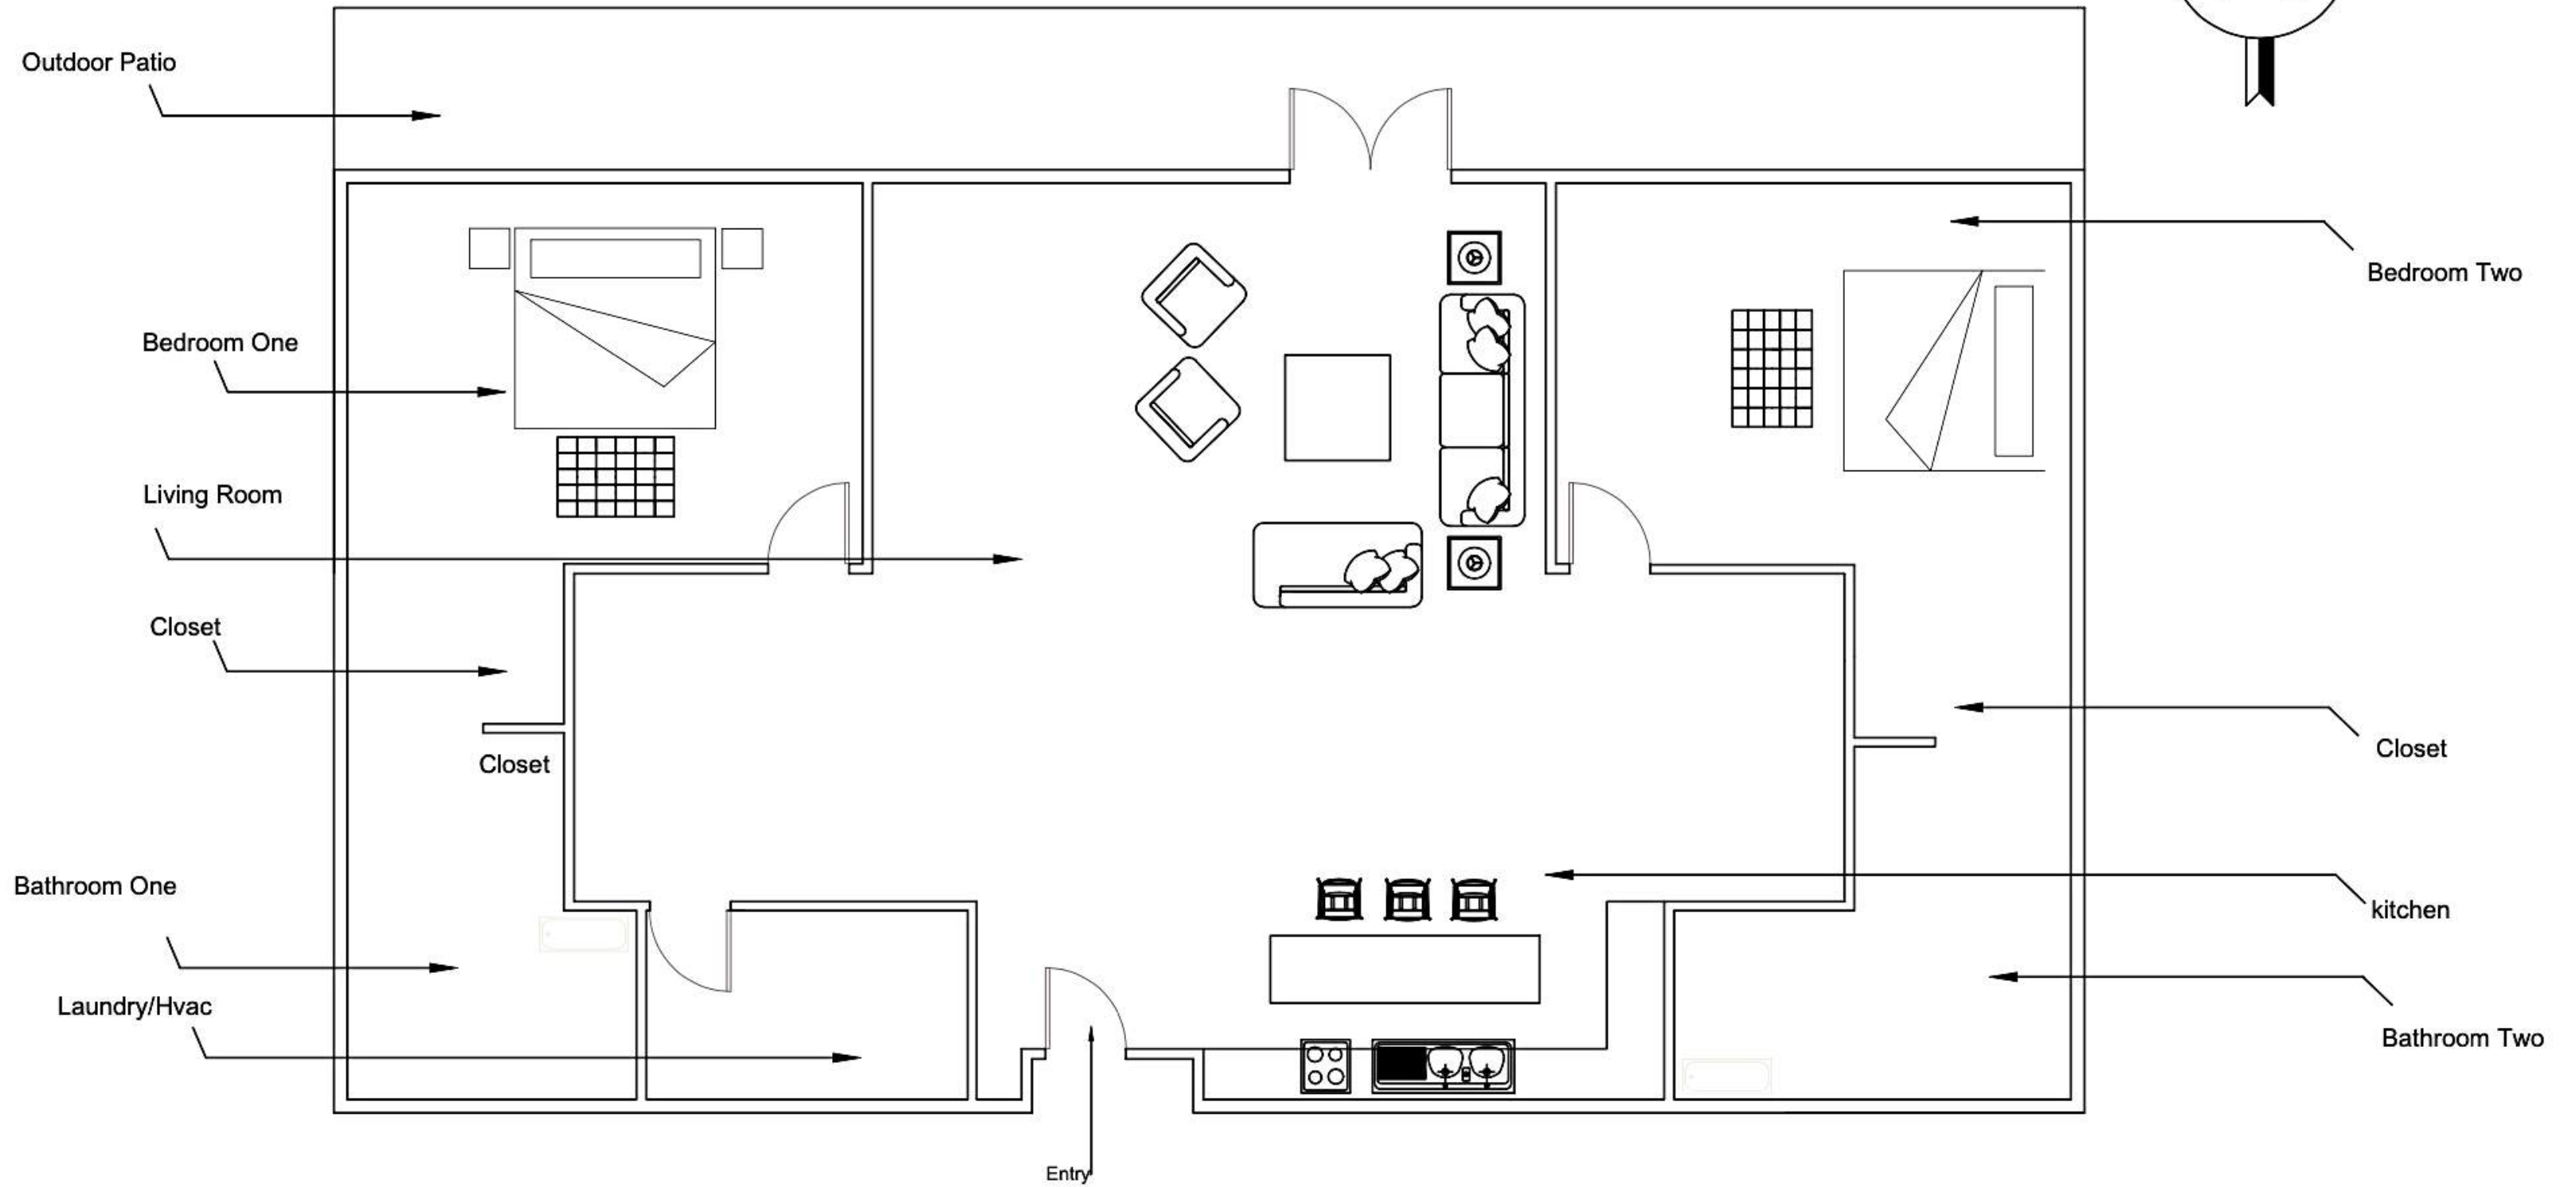 Outdoor Patio
Bedroom Two
Bedroom One
Living Room
Closet
Closet
Closet
Bathroom One
kitchen
Laundry/Hvac
Bathroom Two
Entry